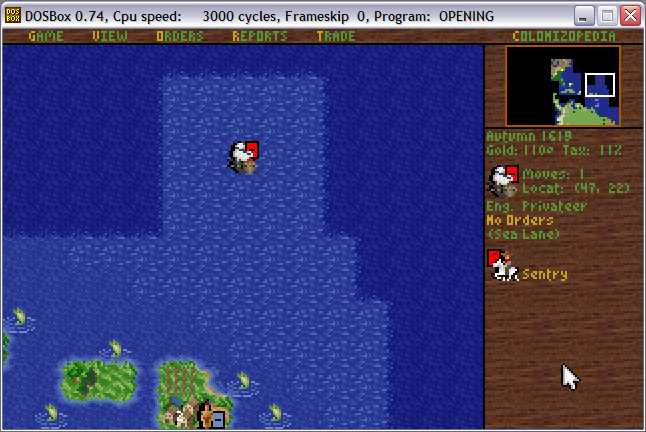 DOSBox 0.74, Cpu speed: 3000 cycles, Frameskip 0, Program: OPENING
GAME VIEW ORDERS REPORTS TRADE COLONIZOPEDIA
Autumn 1619
Gold: 1100 Tax: 11%
Moves: 1
Locat: (47, 22)
Eng. Privateer
No Orders
(Sea Lane)
Sentry